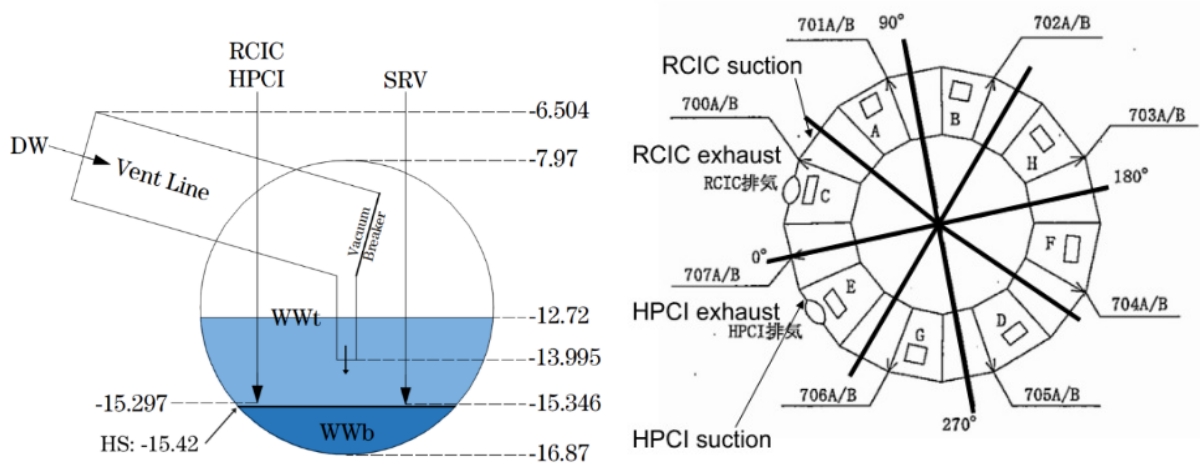 RCIC
HPCI
SRV
DW
Vent Line
Vacuum
Breaker
WWt
WWb
-6.504
-7.97
-12.72
-13.995
-15.297
-15.346
HS: -15.42
-16.87
701A/B
90°
702A/B
RCIC suction
700A/B
703A/B
RCIC exhaust
RCIC排気
A
B
H
C
180°
0°
F
707A/B
E
704A/B
HPCI exhaust
HPCI排気
G
D
706A/B
705A/B
270°
HPCI suction